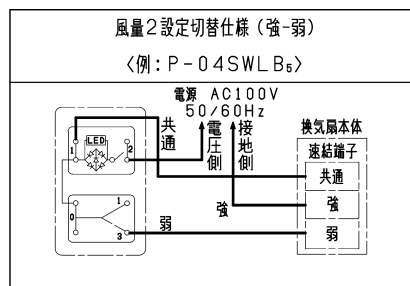 風量2設定切替仕様（強-弱）
〈例：P-04SWLB5〉
電源 AC100V
50/60Hz
共通
電圧側
接地側
換気扇本体
速結端子
共通
強
弱
LED
1
2
0
1
3
弱
強